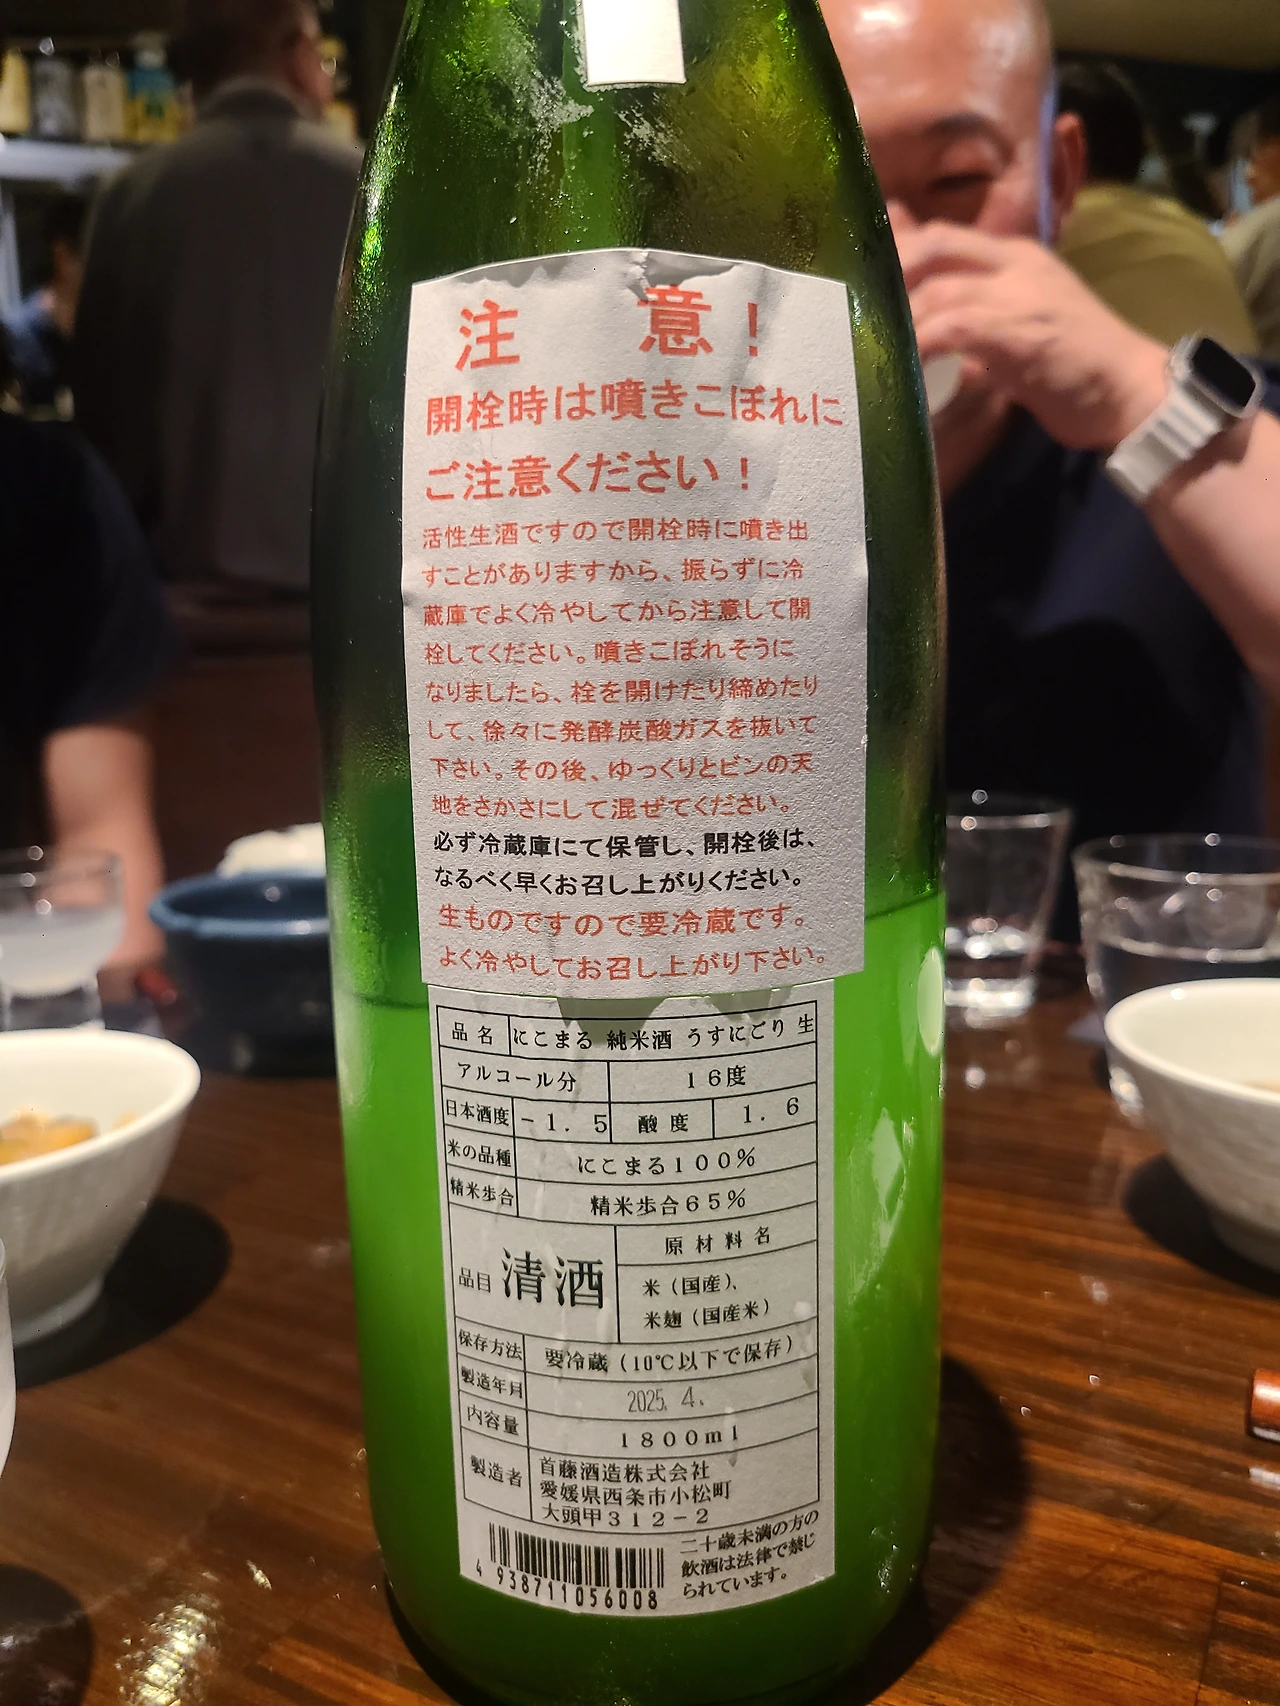 注意！
開栓時は噴きこぼれに
ご注意ください！
活性生酒ですので開栓時に噴き出
すことがありますから、振らずに冷
蔵庫でよく冷やしてから注意して開
栓してください。噴きこぼれそうに
なりましたら、栓を開けたり締めたり
して、徐々に発酵炭酸ガスを抜いて
下さい。その後、ゆっくりとビンの天
地をさかさにして混ぜてください。
必ず冷蔵庫にて保管し、開栓後は、
なるべく早くお召し上がりください。
生ものですので要冷蔵です。
よく冷やしてお召し上がり下さい。
品名 にこまる 純米酒 うすにごり 生
アルコール分 16度
日本酒度 -1.5 酸度 1.6
米の品種 にこまる100%
精米歩合 精米歩合65%
品目 清酒
原材料名
米（国産）、
米麹（国産米）
保存方法 要冷蔵（10℃以下で保存）
製造年月 2025. 4.
内容量 1800ml
製造者 首藤酒造株式会社
愛媛県西条市小松町
大頭甲312-2
4 938711056008
二十歳未満の方の
飲酒は法律で禁じ
られています。